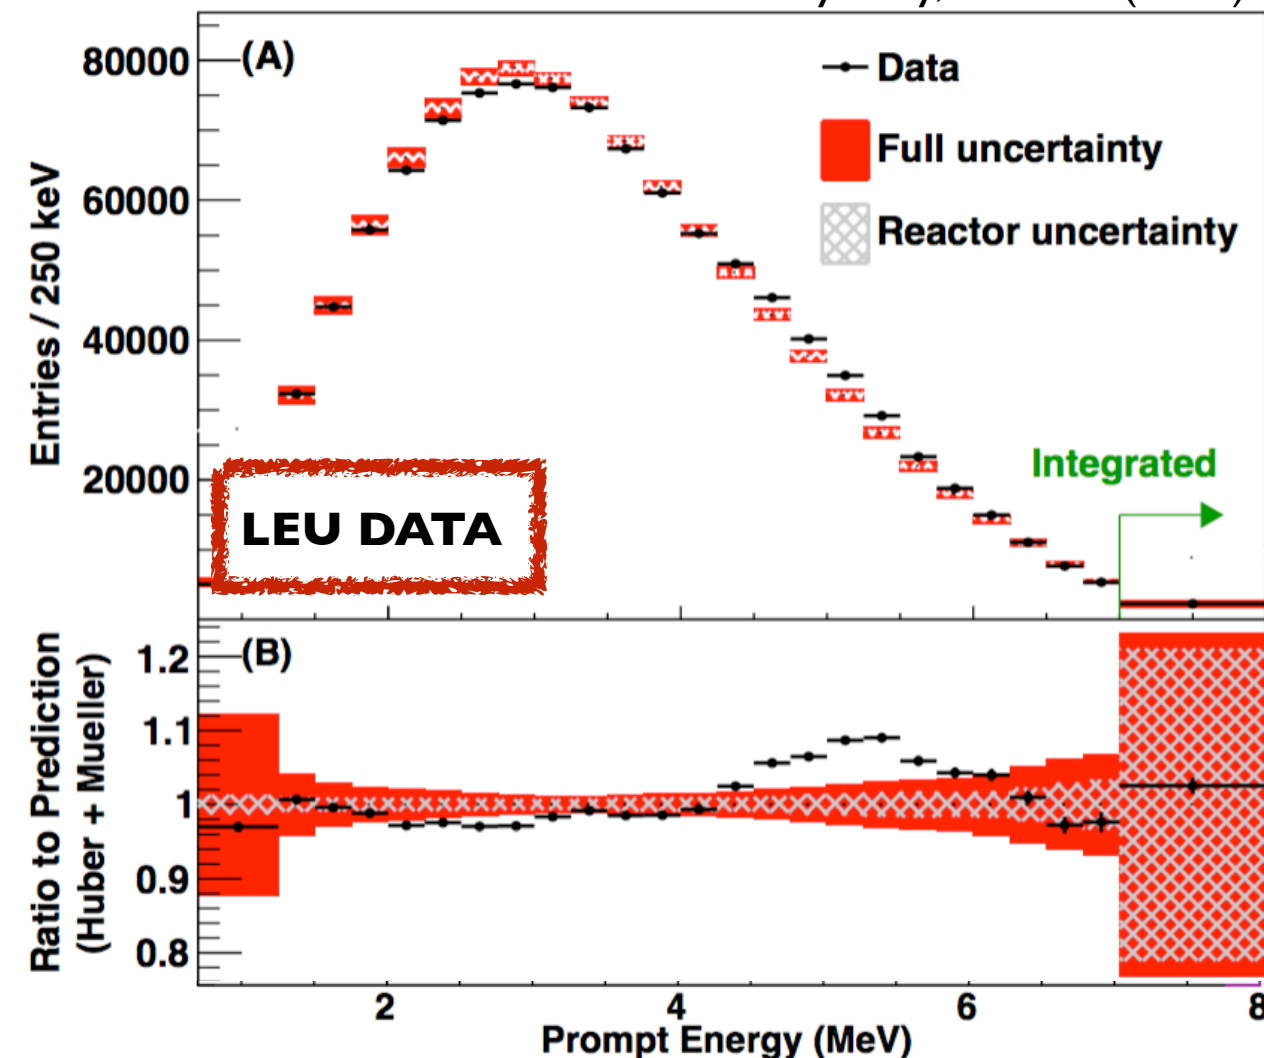 80000
(A)
Data
Full uncertainty
Reactor uncertainty
60000
40000
20000
Entries / 250 keV
Integrated
LEU DATA
(B)
1.2
1.1
1
0.9
0.8
Ratio to Prediction
(Huber + Mueller)
2 4 6 8
Prompt Energy (MeV)